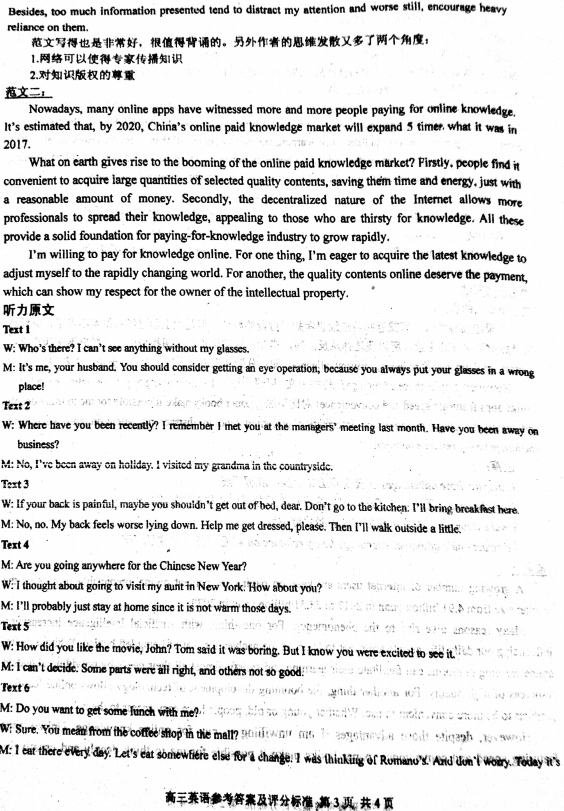 Besides, too much information presented tend to distract my attention and worse still, encourage heavy
reliance on them.
范文写得也是非常好，很值得背诵的。另外作者的思维发散又多了两个角度：
1.网络可以使得专家传播知识
2.对知识版权的尊重
范文二：
Nowadays, many online apps have witnessed more and more people paying for online knowledge.
It's estimated that, by 2020, China's online paid knowledge market will expand 5 times what it was in
2017.
What on earth gives rise to the booming of the online paid knowledge market? Firstly, people find it
convenient to acquire large quantities of selected quality contents, saving them time and energy, just with
a reasonable amount of money. Secondly, the decentralized nature of the Internet allows more
professionals to spread their knowledge, appealing to those who are thirsty for knowledge. All these
provide a solid foundation for paying-for-knowledge industry to grow rapidly.
I'm willing to pay for knowledge online. For one thing, I'm eager to acquire the latest knowledge to
adjust myself to the rapidly changing world. For another, the quality contents online deserve the payment,
which can show my respect for the owner of the intellectual property.
听力原文
Text 1
W: Who's there? I can't see anything without my glasses.
M: It's me, your husband. You should consider getting an eye operation, because you always put your glasses in a wrong
place!
Text 2
W: Where have you been recently? I remember I met you at the managers' meeting last month. Have you been away on
business?
M: No, I've been away on holiday. I visited my grandma in the countryside.
Text 3
W: If your back is painful, maybe you shouldn't get out of bed, dear. Don't go to the kitchen. I'll bring breakfast here.
M: No, no. My back feels worse lying down. Help me get dressed, please. Then I'll walk outside a little.
Text 4
M: Are you going anywhere for the Chinese New Year?
W: I thought about going to visit my aunt in New York. How about you?
M: I'll probably just stay at home since it is not warm those days.
Text 5
W: How did you like the movie, John? Tom said it was boring. But I know you were excited to see it.
M: I can't decide. Some parts were all right, and others not so good.
Text 6
M: Do you want to get some lunch with me?
W: Sure. You mean from the coffee shop in the mall?
M: I eat there every day. Let's eat somewhere else for a change. I was thinking of Romano's. And don't worry. Today it's
高三英语参考答案及评分标准 第3页 共4页